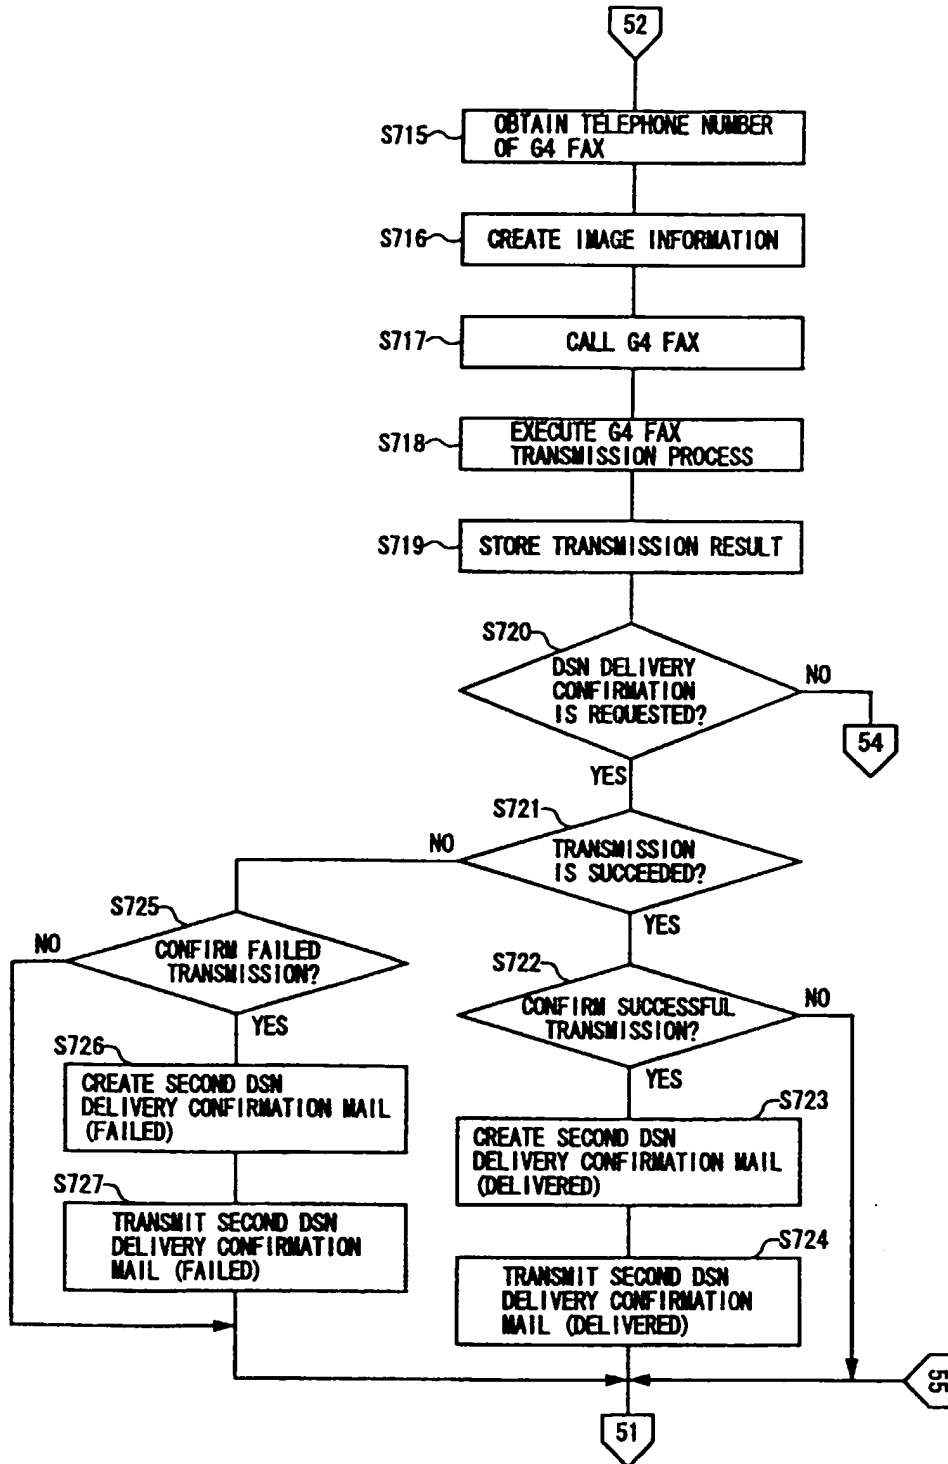 52
S715
OBTAIN TELEPHONE NUMBER
OF G4 FAX
S716
CREATE IMAGE INFORMATION
S717
CALL G4 FAX
S718
EXECUTE G4 FAX
TRANSMISSION PROCESS
S719
STORE TRANSMISSION RESULT
S720
DSN DELIVERY
CONFIRMATION
IS REQUESTED?
NO
54
YES
S721
TRANSMISSION
IS SUCCEEDED?
NO
YES
S725
CONFIRM FAILED
TRANSMISSION?
NO
YES
S722
CONFIRM SUCCESSFUL
TRANSMISSION?
NO
YES
S726
CREATE SECOND DSN
DELIVERY CONFIRMATION MAIL
(FAILED)
S723
CREATE SECOND DSN
DELIVERY CONFIRMATION MAIL
(DELIVERED)
S727
TRANSMIT SECOND DSN
DELIVERY CONFIRMATION
MAIL (FAILED)
S724
TRANSMIT SECOND DSN
DELIVERY CONFIRMATION
MAIL (DELIVERED)
55
51